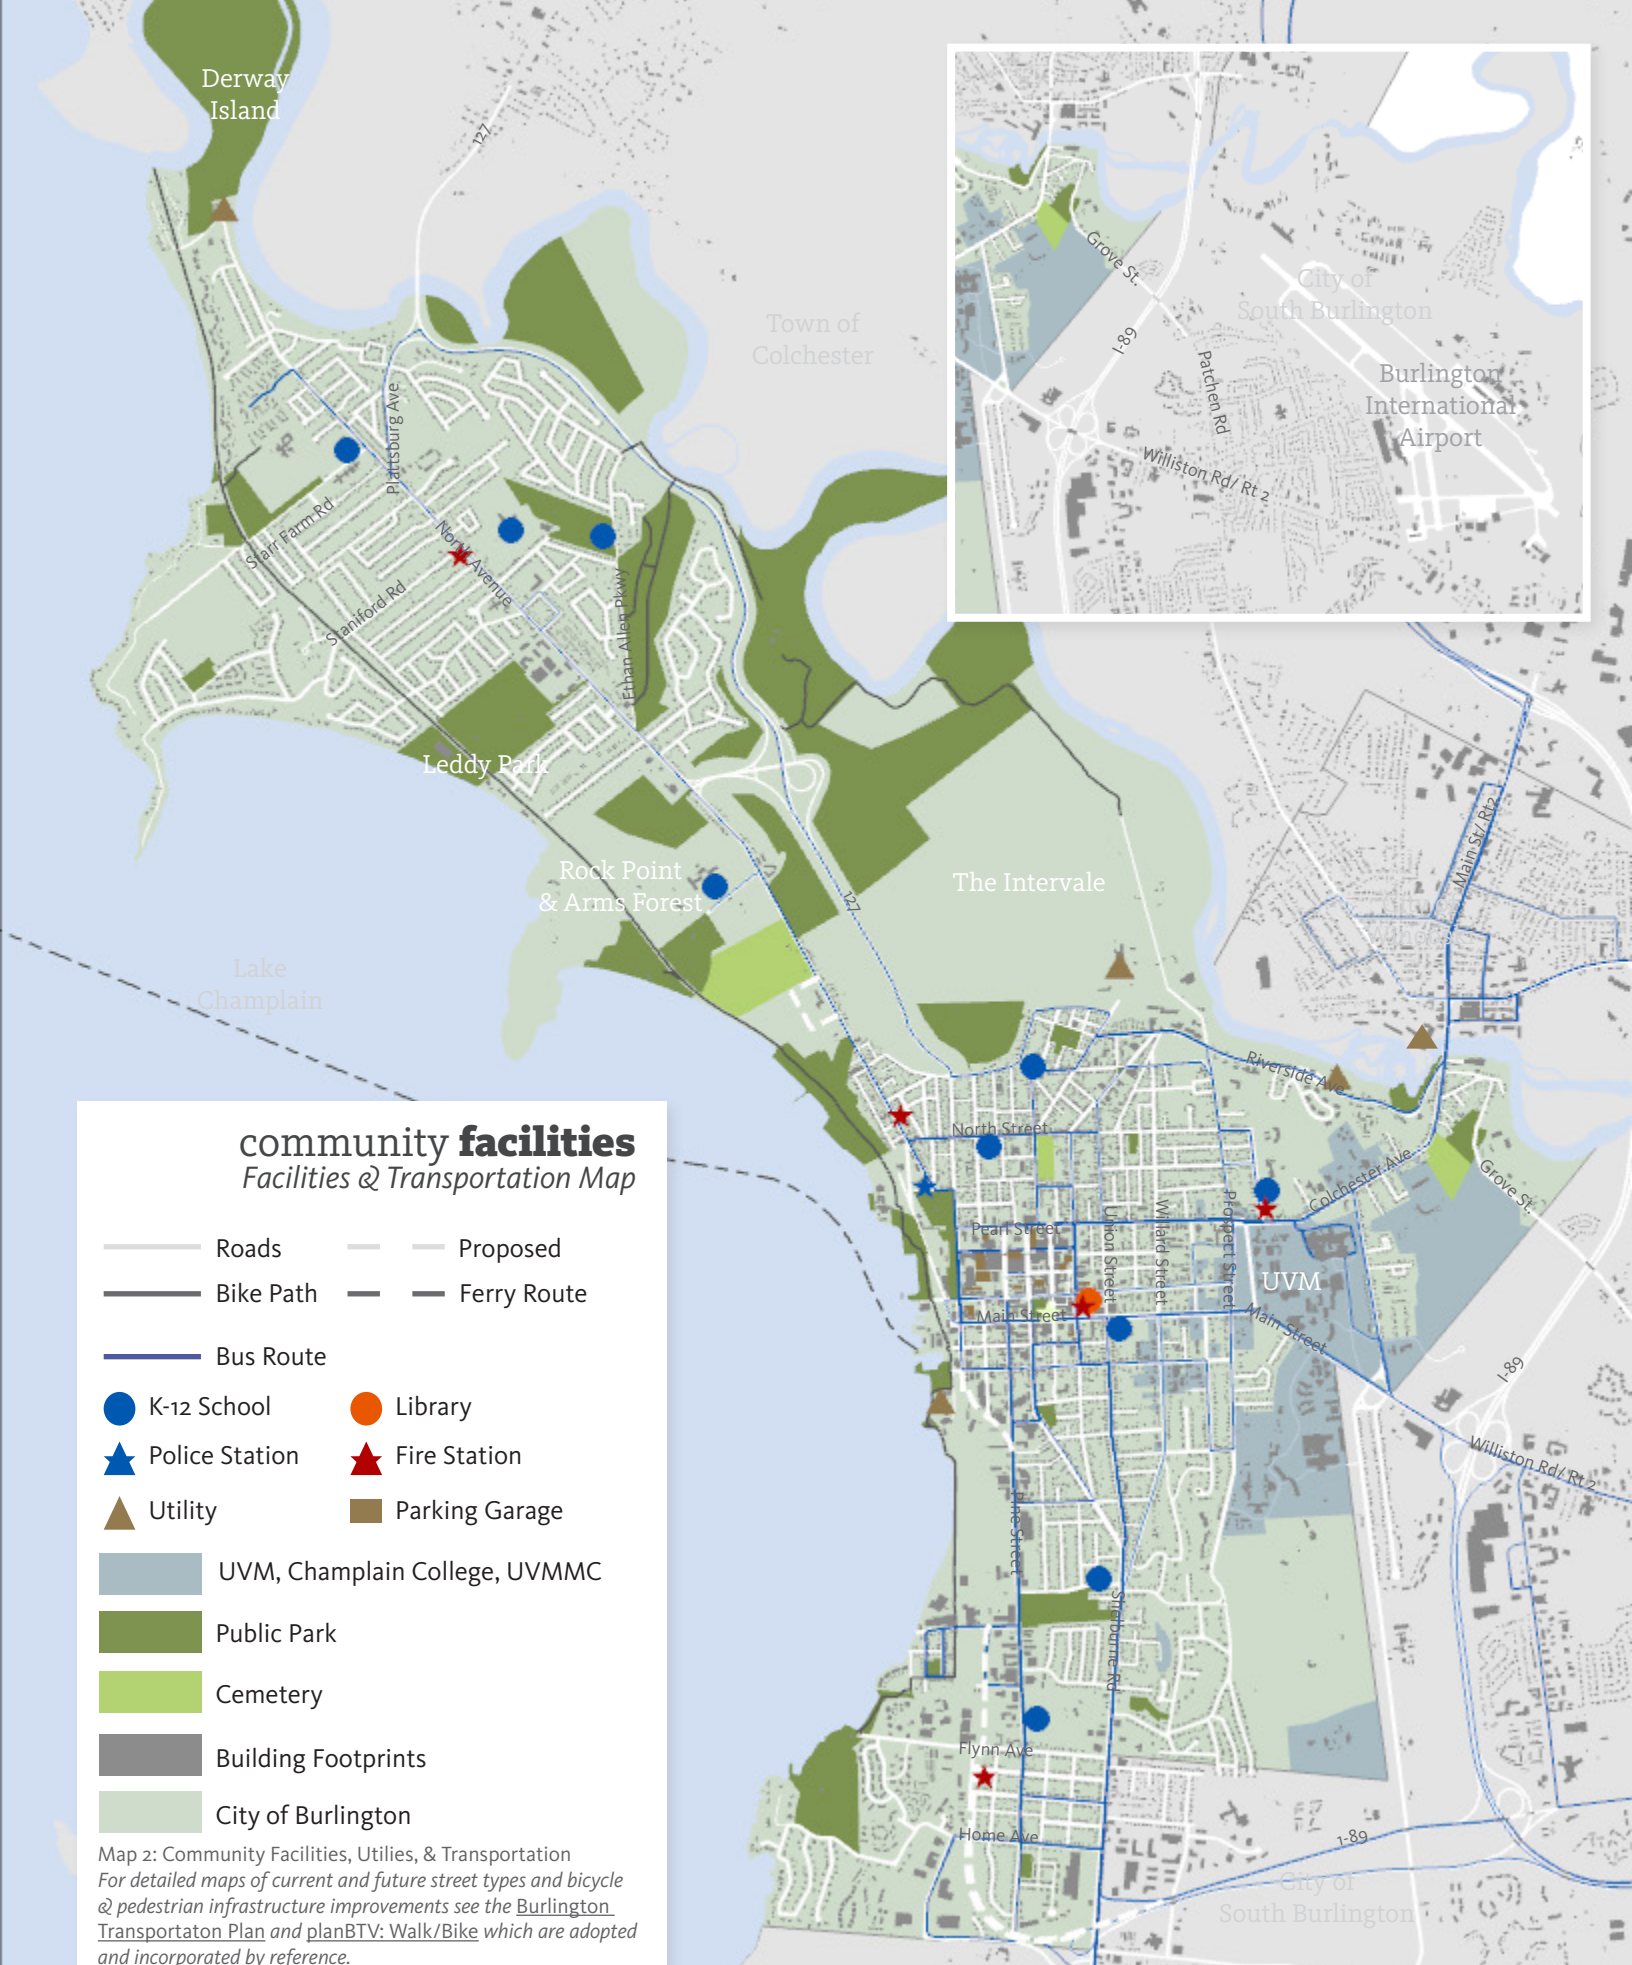 Derway
Island
127
Town of
Colchester
Grove St.
I-89
City of
South Burlington
Patchen Rd
Burlington
International
Airport
Williston Rd/ Rt 2
Plattsburg Ave
Starr Farm Rd
North Avenue
Staniford Rd
Ethan Allen Pkwy
Leddy Park
Rock Point
& Arms Forest
127
The Intervale
Main St/ Rt2
Lake
Champlain
Riverside Ave
North Street
Colchester Ave
Grove St.
Pearl Street
Union Street
Willard Street
Prospect Street
UVM
Main Street
Main Street
I-89
Williston Rd/ Rt 2
Pine Street
Shelburne Rd
Flynn Ave
Home Ave
1-89
City of
South Burlington
community facilities
Facilities & Transportation Map
Roads
Proposed
Bike Path
Ferry Route
Bus Route
K-12 School
Library
Police Station
Fire Station
Utility
Parking Garage
UVM, Champlain College, UVMMC
Public Park
Cemetery
Building Footprints
City of Burlington
Map 2: Community Facilities, Utilies, & Transportation
For detailed maps of current and future street types and bicycle
& pedestrian infrastructure improvements see the Burlington
Transportaton Plan and planBTV: Walk/Bike which are adopted
and incorporated by reference.